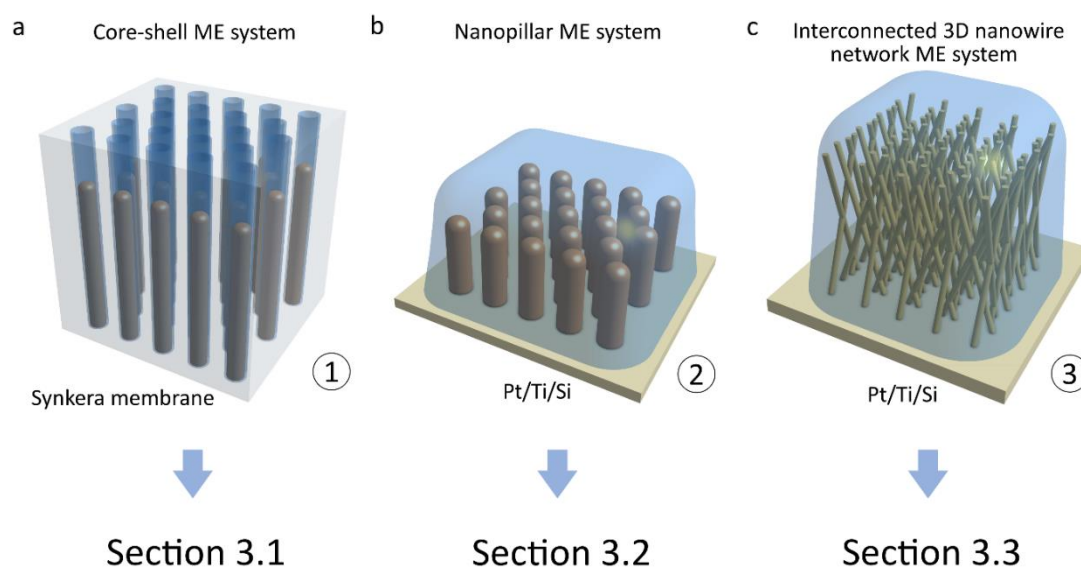 a
Core-shell ME system
Synkera membrane
1
Section 3.1
b
Nanopillar ME system
Pt/Ti/Si
2
Section 3.2
c
Interconnected 3D nanowire
network ME system
Pt/Ti/Si
3
Section 3.3